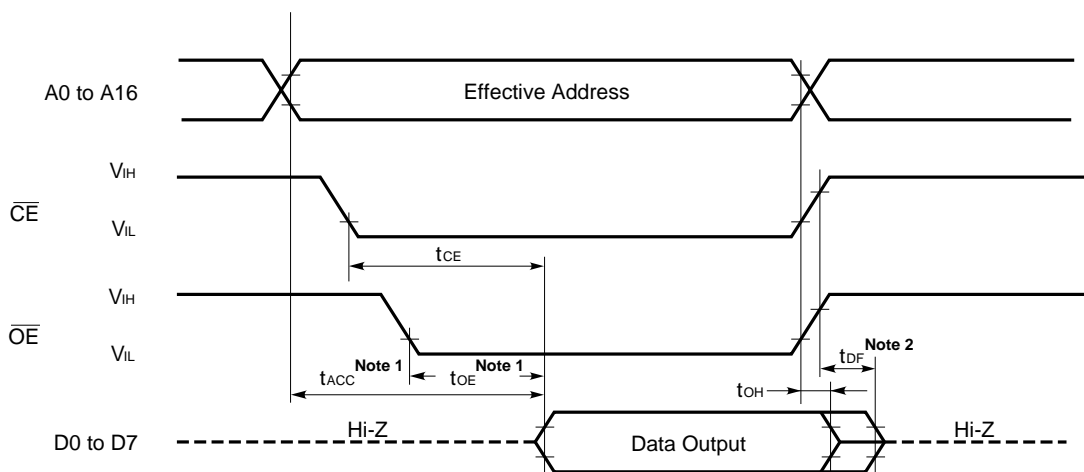 A0 to A16
Effective Address
VIH
CE
VIL
tCE
VIH
OE
VIL
tACC Note 1
tOE Note 1
tDF Note 2
tOH
D0 to D7
Hi-Z
Data Output
Hi-Z